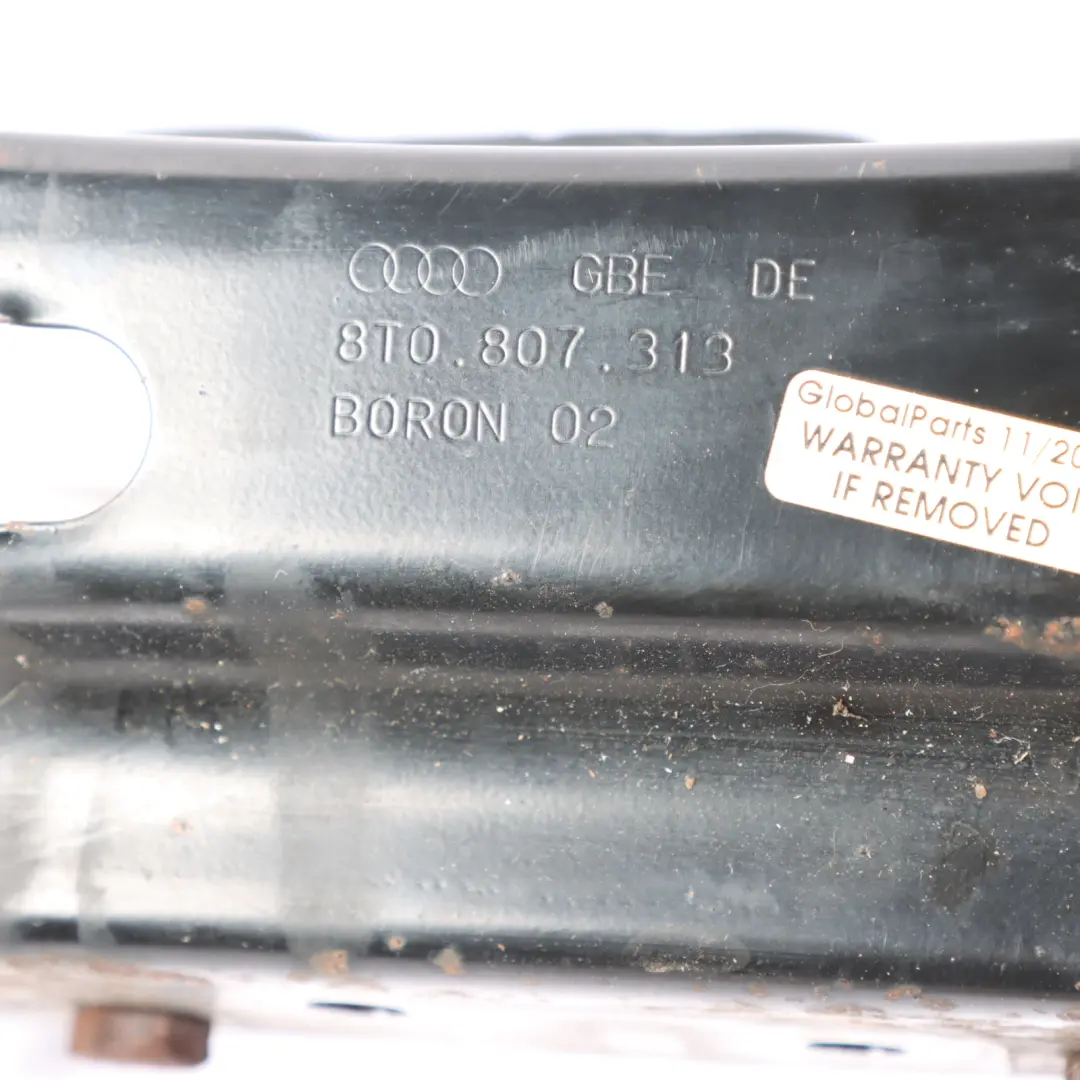 GBE DE
8T0.807.313
BORON 02
GlobalParts 11/20
WARRANTY VOI
IF REMOVED